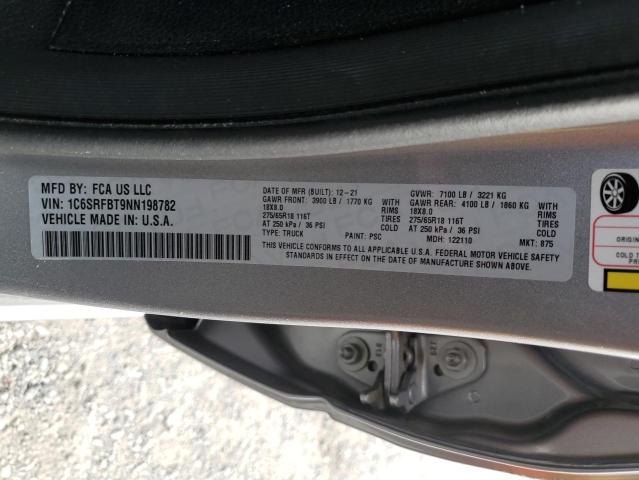 MFD BY: FCA US LLC
VIN: 1C6SRFBT9NN198782
VEHICLE MADE IN U.S.A.
DATE OF MFR (BUILT): 12-21 GVWR: 7100 LB / 3221 KG
GAWR FRONT: 3900 LB / 1770 KG GAWR REAR: 4100 LB / 1860 KG
18X8.0 RIMS 18X8.0 RIMS
275/65R18 116T TIRES 275/65R18 116T TIRES
AT 250 kPa / 36 PSI COLD AT 250 kPa / 36 PSI COLD
TYPE: TRUCK PAINT: PSC MDH: 122110 MKT: 875
THIS VEHICLE CONFORMS TO ALL APPLICABLE U.S.A. FEDERAL MOTOR VEHICLE SAFETY
STANDARDS IN EFFECT ON THE DATE OF MANUFACTURE SHOWN ABOVE.
COLD